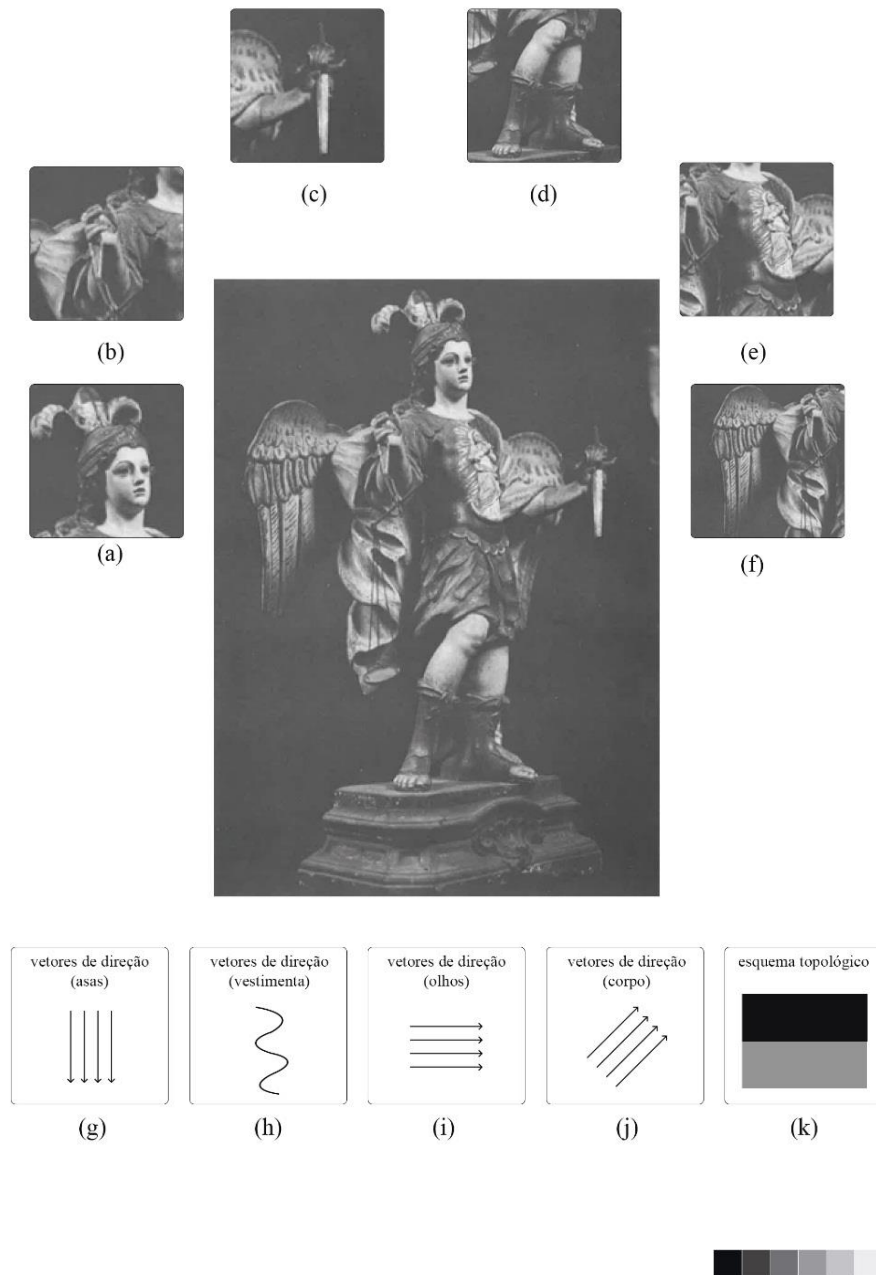 (c)
(d)
(b)
(e)
(a)
(f)
vetores de direção
(asas)
vetores de direção
(vestimenta)
vetores de direção
(olhos)
vetores de direção
(corpo)
esquema topológico
(g)
(h)
(i)
(j)
(k)